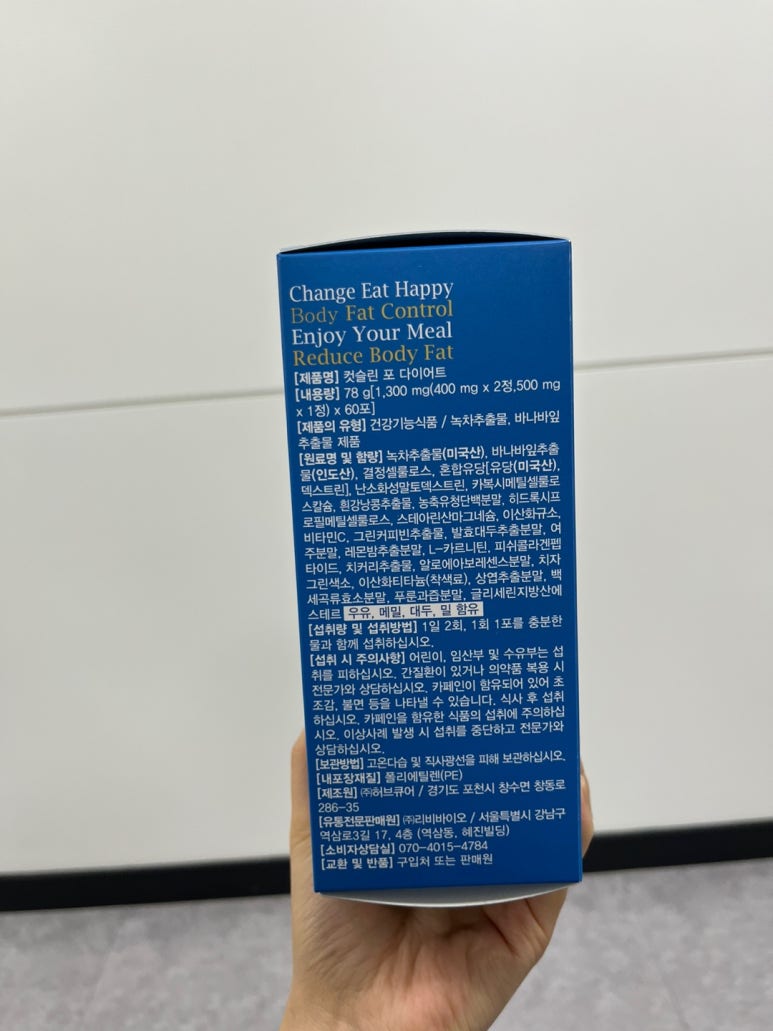 Change Eat Happy
Body Fat Control
Enjoy Your Meal
Reduce Body Fat
[제품명] 컷슬린 포 다이어트
[내용량] 78 g[1,300 mg(400 mg x 2정,500 mg
x 1정) x 60포]
[제품의 유형] 건강기능식품 / 녹차추출물, 바나바잎
추출물 제품
[원료명 및 함량] 녹차추출물(미국산), 바나바잎추출
물(인도산), 결정셀룰로스, 혼합유당[유당(미국산),
덱스트린], 난소화성말토덱스트린, 카복시메틸셀룰로
스칼슘, 흰강낭콩추출물, 농축유청단백분말, 히드록시프
로필메틸셀룰로스, 스테아린산마그네슘, 이산화규소,
비타민C, 그린커피빈추출물, 발효대두추출분말, 여
주분말, 레몬밤추출분말, L-카르니틴, 피쉬콜라겐펩
타이드, 치커리추출물, 알로에아보레센스분말, 치자
그린색소, 이산화티타늄(착색료), 상엽추출분말, 백
세곡류효소분말, 푸룬과즙분말, 글리세린지방산에
스테르 우유, 메밀, 대두, 밀 함유
[섭취량 및 섭취방법] 1일 2회, 1회 1포를 충분한
물과 함께 섭취하십시오.
[섭취 시 주의사항] 어린이, 임산부 및 수유부는 섭
취를 피하십시오. 간질환이 있거나 의약품 복용 시
전문가와 상담하십시오. 카페인이 함유되어 있어 초
조감, 불면 등을 나타낼 수 있습니다. 식사 후 섭취
하십시오. 카페인을 함유한 식품의 섭취에 주의하십
시오. 이상사례 발생 시 섭취를 중단하고 전문가와
상담하십시오.
[보관방법] 고온다습 및 직사광선을 피해 보관하십시오.
[내포장재질] 폴리에틸렌(PE)
[제조원] ㈜허브큐어 / 경기도 포천시 창수면 창동로
286-35
[유통전문판매원] ㈜리비바이오 / 서울특별시 강남구
역삼로3길 17, 4층 (역삼동, 혜진빌딩)
[소비자상담실] 070-4015-4784
[교환 및 반품] 구입처 또는 판매원